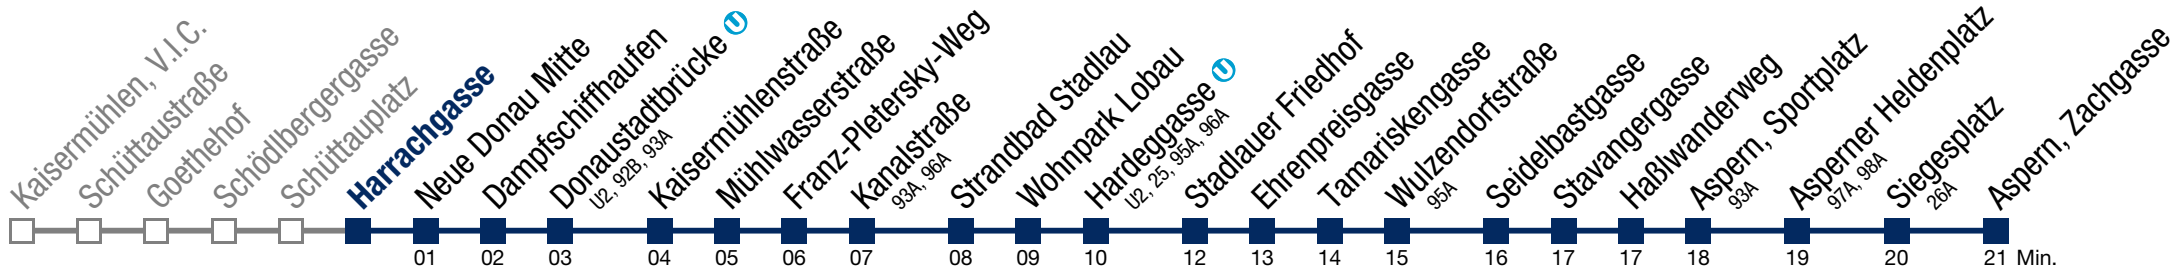 Kaisermühlen, V.I.C.
Schüttaustraße
Goethehof
Schödlbergergasse
Schüttauplatz
Harrachgasse
Neue Donau Mitte
01
Dampfschiffhaufen
02
Donaustadtbrücke U
U2, 92B, 93A
03
Kaisermühlenstraße
04
Mühlwasserstraße
05
Franz-Pletersky-Weg
06
Kanalstraße
93A, 96A
07
Strandbad Stadlau
08
Wohnpark Lobau
09
Hardeggasse U
U2, 25, 95A, 96A
10
Stadlauer Friedhof
12
Ehrenpreisgasse
13
Tamariskengasse
14
Wulzendorfstraße
95A
15
Seidelbastgasse
16
Stavangergasse
17
Haßlwanderweg
17
Aspern, Sportplatz
93A
18
Asperner Heldenplatz
97A, 98A
19
Siegesplatz
26A
20
Aspern, Zachgasse
21 Min.